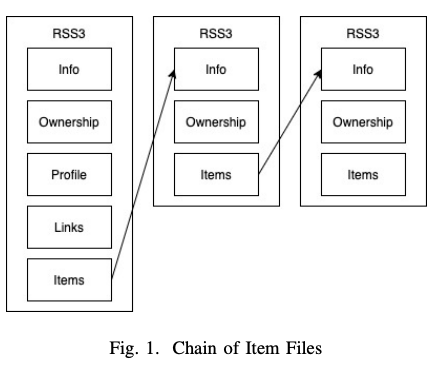 RSS3
Info
Ownership
Profile
Links
Items
RSS3
Info
Ownership
Items
RSS3
Info
Ownership
Items
Fig. 1. Chain of Item Files